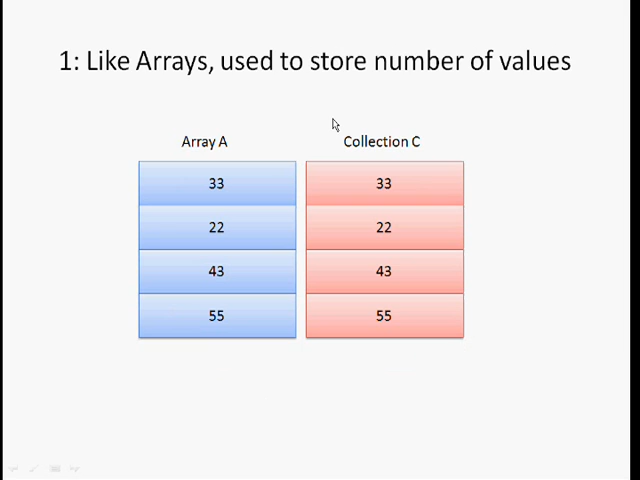 1: Like Arrays, used to store number of values
Array A
Collection C
33
33
22
22
43
43
55
55